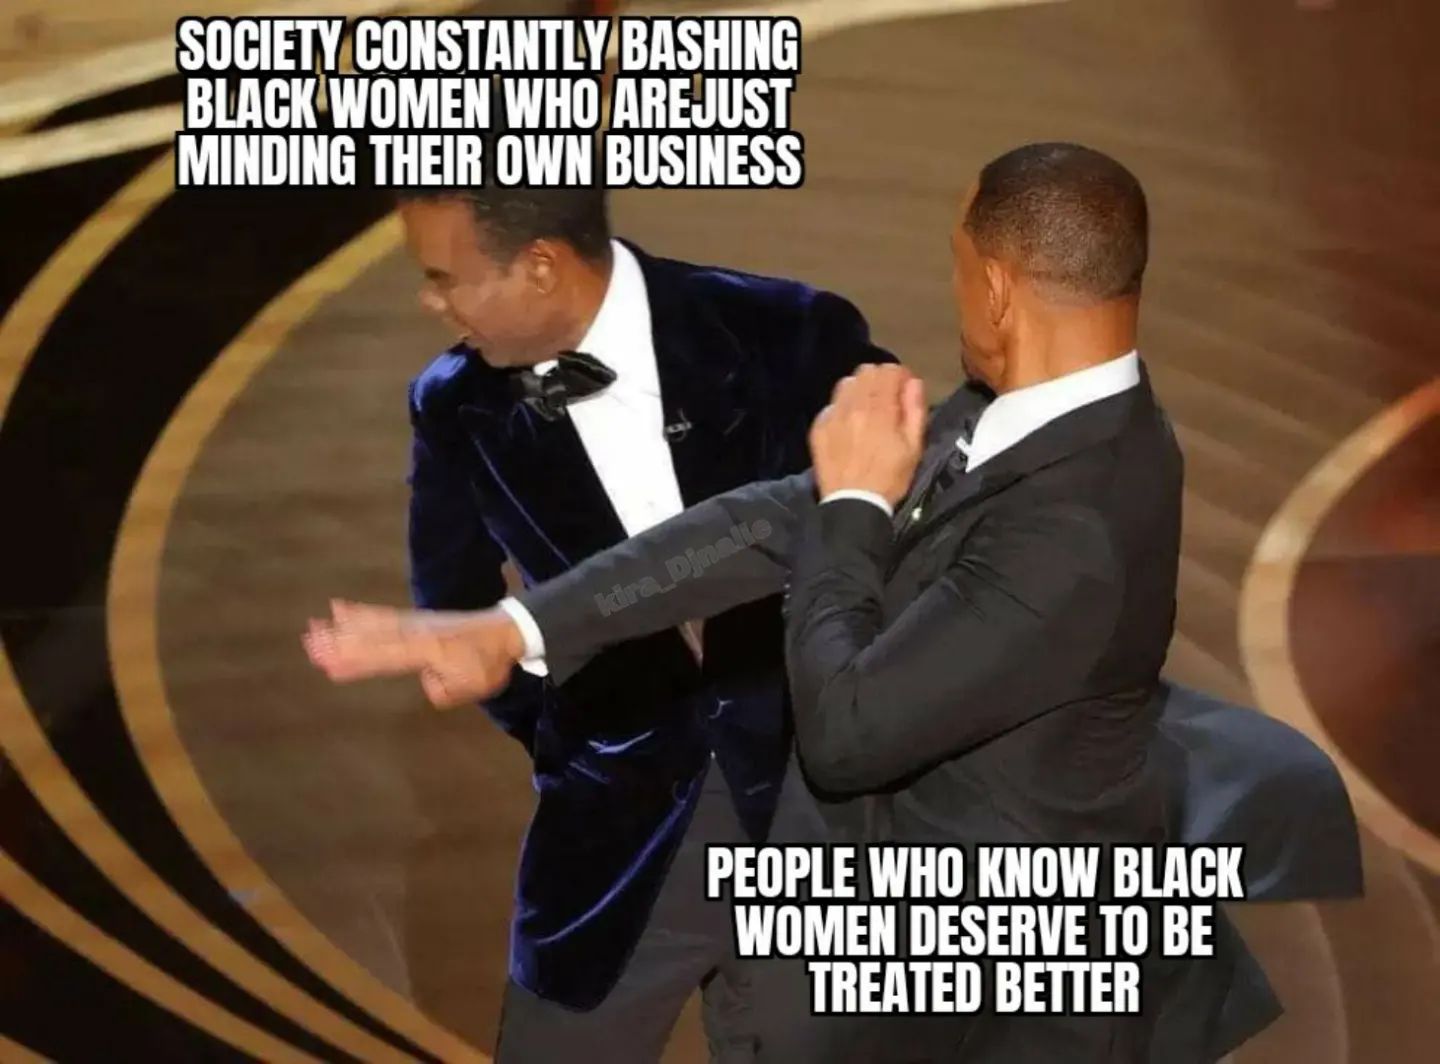 SOCIETY CONSTANTLY BASHING
BLACK WOMEN WHO AREJUST
MINDING THEIR OWN BUSINESS
kira_Djnalie
PEOPLE WHO KNOW BLACK
WOMEN DESERVE TO BE
TREATED BETTER